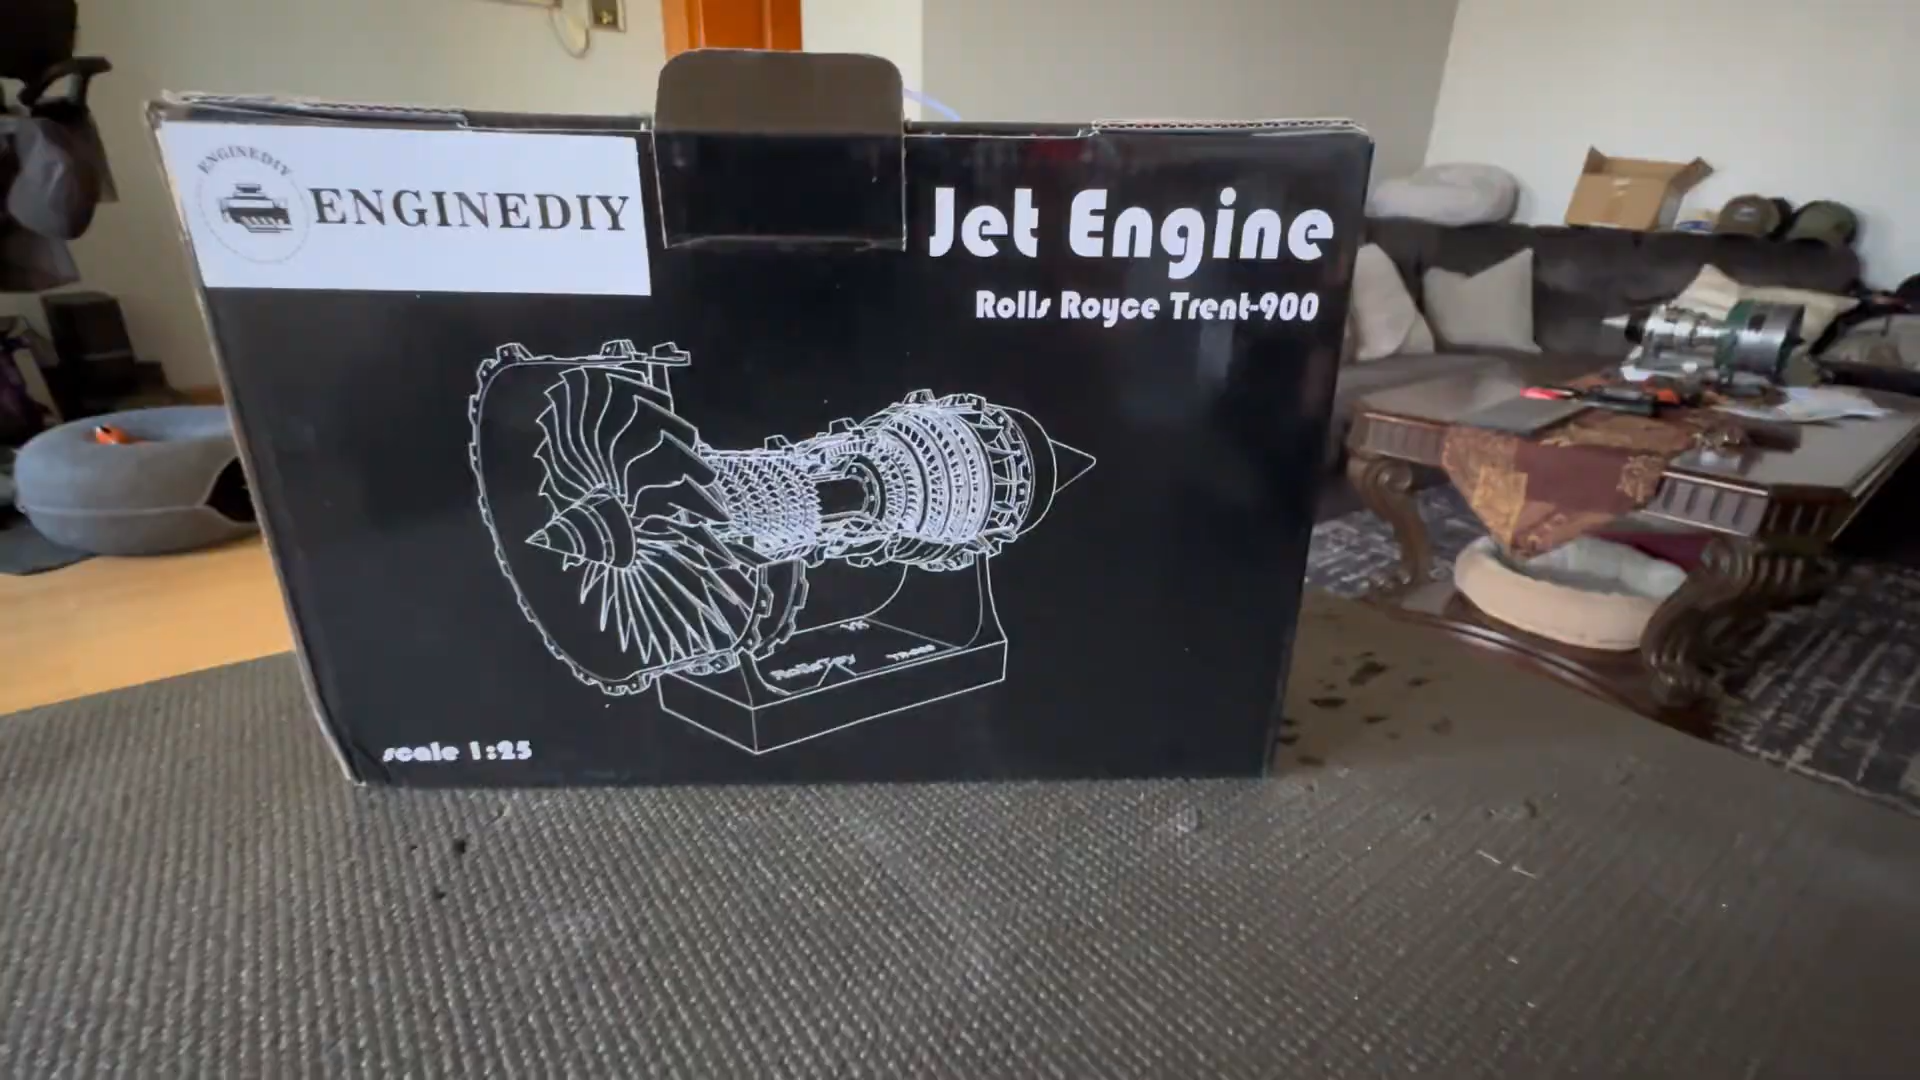 ENGINEDIY
ENGINEDIY
Jet Engine
Rolls Royce Trent-900
scale 1:25